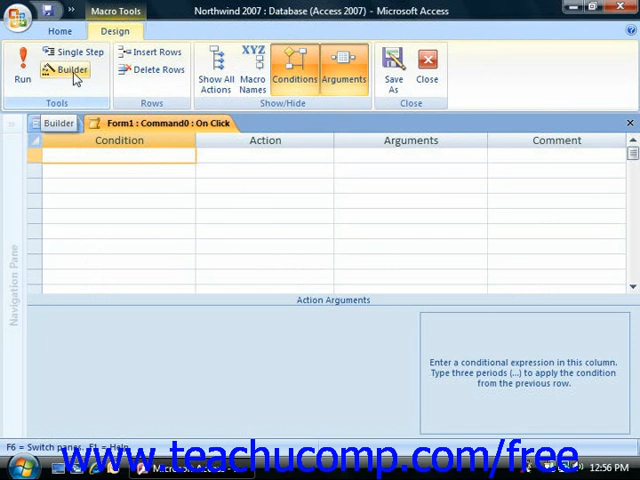 Macro Tools
Northwind 2007 : Database (Access 2007) - Microsoft Access
Home
Design
Run
Single Step
Builder
Tools
Insert Rows
Delete Rows
Rows
Show All Actions
XYZ
Macro Names
Conditions
Arguments
Show/Hide
Save As
Close
Close
Builder
Form1 : Command0 : On Click
Condition
Action
Arguments
Comment
Navigation Pane
Action Arguments
Enter a conditional expression in this column.
Type three periods (...) to apply the condition
from the previous row.
F6 = Switch panes. F1 = Help.
www.teachucomp.com/free
Microsoft Access -
12:56 PM